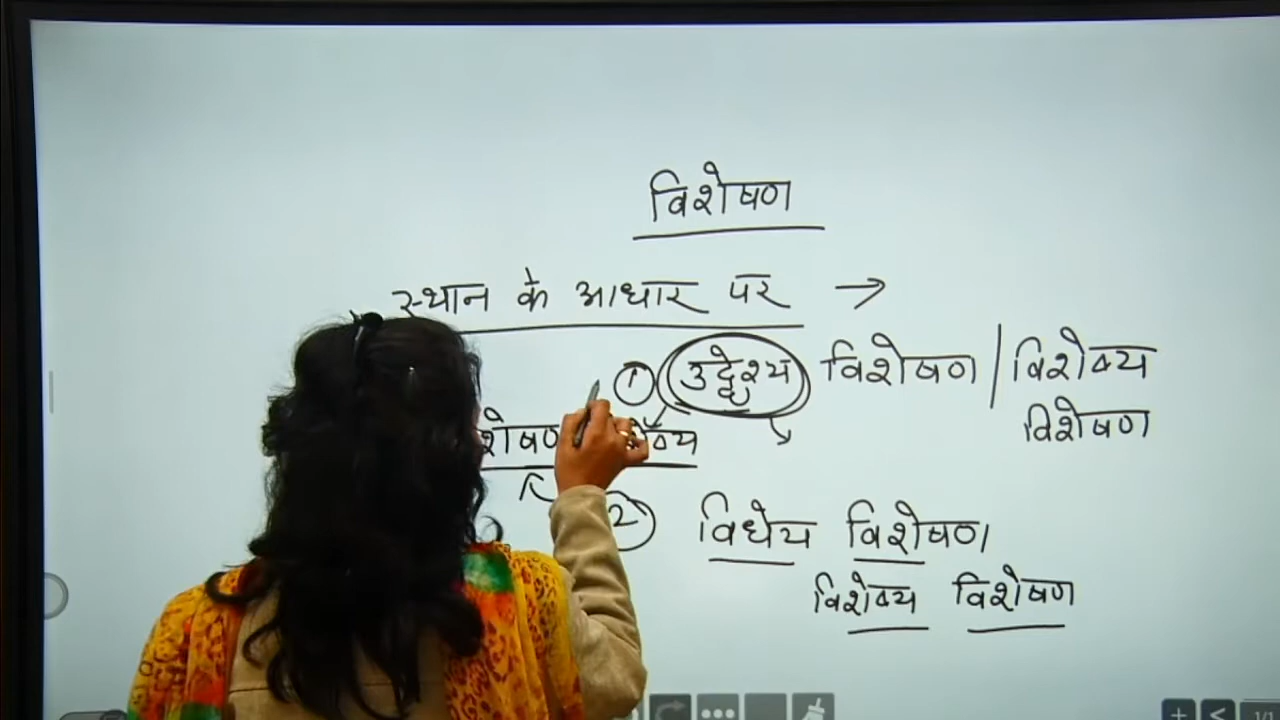 विशेषण
स्थान के आधार पर →
1 उद्देश्य विशेषण / विशेष्य
विशेषण
2 विधेय विशेषण
विशेष्य विशेषण